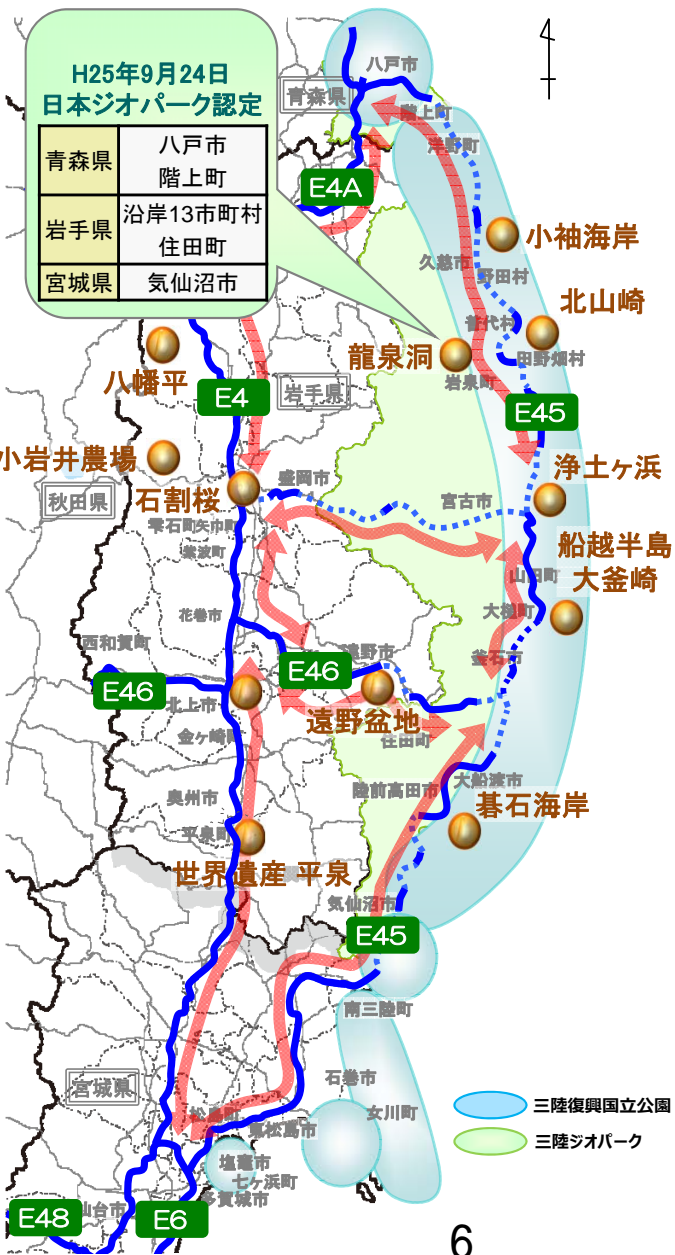 H25年9月24日
日本ジオパーク認定
青森県
八戸市
階上町
岩手県
沿岸13市町村
住田町
宮城県
気仙沼市
八戸市
青森県
階上町
洋野町
E4A
小袖海岸
久慈市
野田村
北山崎
普代村
龍泉洞
田野畑村
岩泉町
八幡平
E4
岩手県
E45
小岩井農場
盛岡市
浄土ヶ浜
秋田県
石割桜
宮古市
雫石町
矢巾町
紫波町
船越半島
大釜崎
山田町
花巻市
大槌町
西和賀町
遠野市
釜石市
E46
E46
北上市
遠野盆地
金ヶ崎町
住田町
大船渡市
奥州市
陸前高田市
碁石海岸
平泉町
世界遺産 平泉
気仙沼市
E45
南三陸町
石巻市
宮城県
女川町
三陸復興国立公園
松島町
東松島市
三陸ジオパーク
塩竈市
七ヶ浜町
多賀城市
仙台市
E48
E6
6